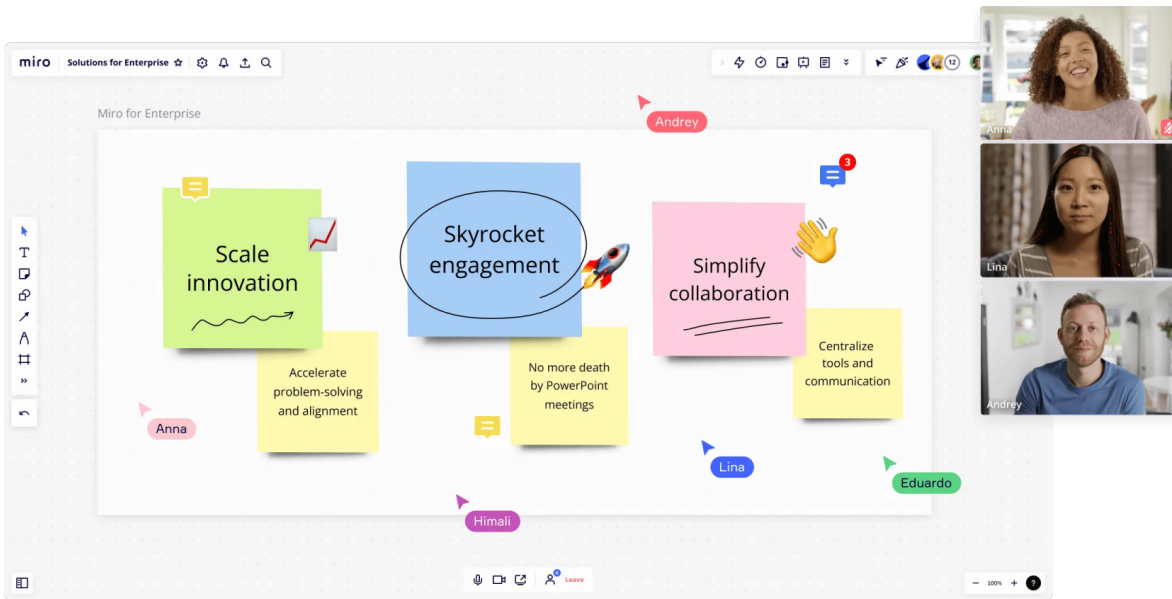 miro
Solutions for Enterprise
12
Miro for Enterprise
Andrey
3
Scale
innovation
Skyrocket
engagement
Simplify
collaboration
Accelerate
problem-solving
and alignment
No more death
by PowerPoint
meetings
Centralize
tools and
communication
Anna
Lina
Eduardo
Himali
Anna
Lina
Andrey
4
Leave
100%
?